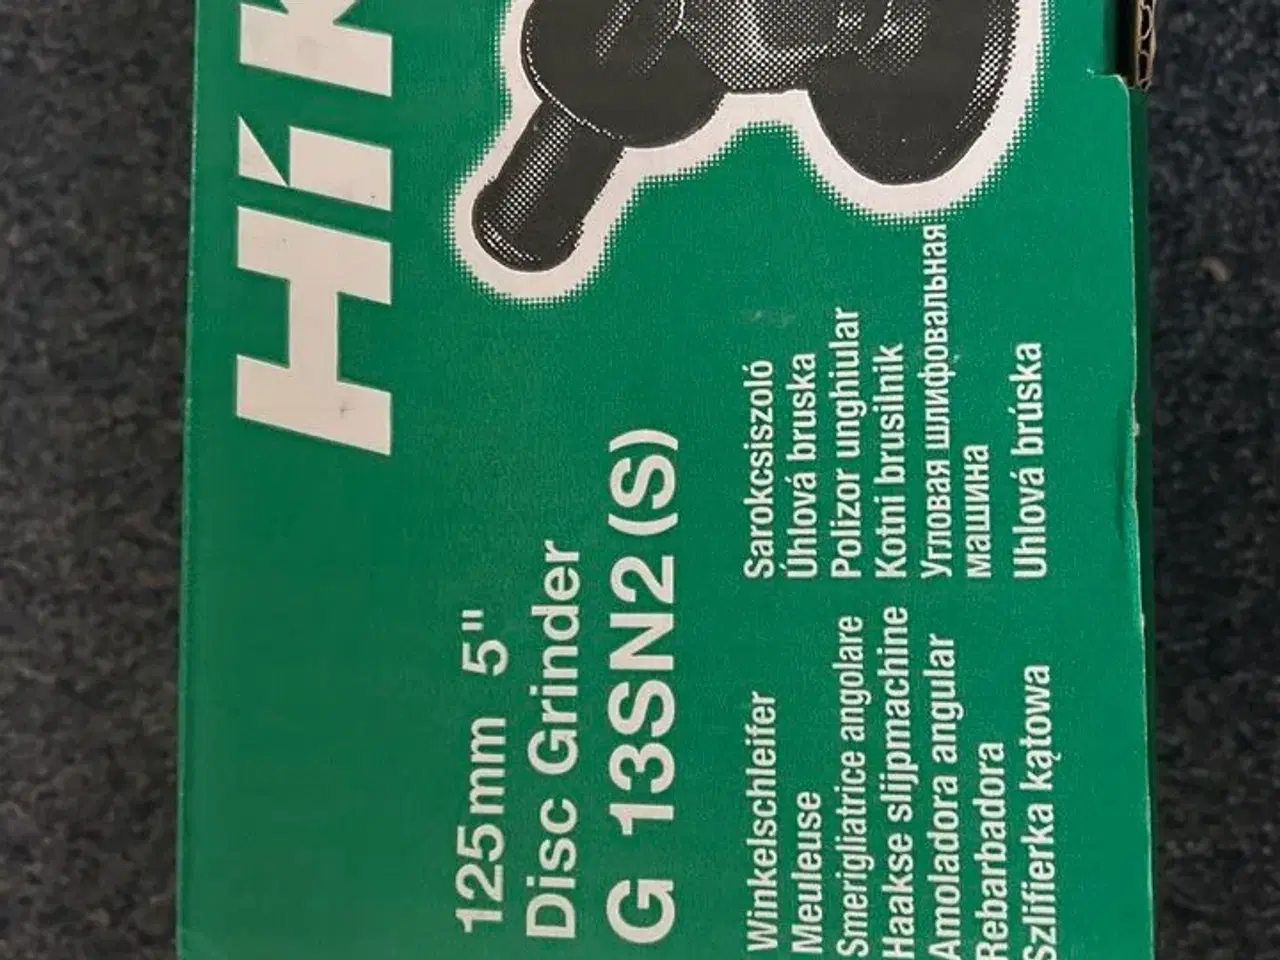 HiK
125mm 5"
Disc Grinder
G 13SN2 (S)
Winkelschleifer
Meuleuse
Smerigliatrice angolare
Haakse slijpmachine
Amoladora angular
Rebarbadora
Szlifierka kątowa
Sarokcsiszoló
Úhlová bruska
Polizor unghiular
Kotni brusilnik
Угловая шлифовальная
машина
Uhlová brúska